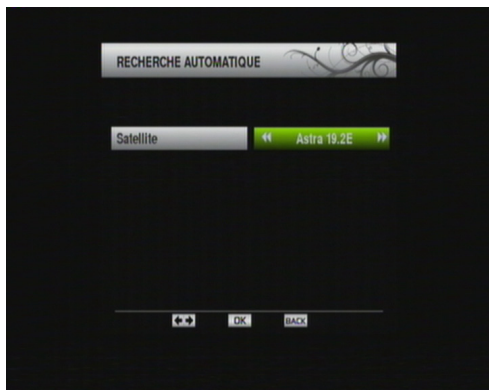 RECHERCHE AUTOMATIQUE
Satellite
Astra 19.2E
OK
BACK